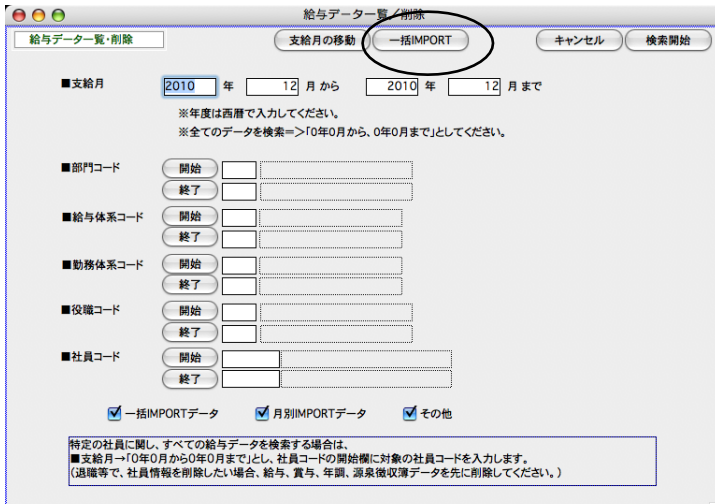 給与データ一覧／削除
給与データ一覧・削除
支給月の移動
一括IMPORT
キャンセル
検索開始
■支給月 2010 年 12 月 から 2010 年 12 月 まで
※年度は西暦で入力してください。
※全てのデータを検索=＞「0年0月から、0年0月まで」としてください。
■部門コード 開始
終了
■給与体系コード 開始
終了
■勤務体系コード 開始
終了
■役職コード 開始
終了
■社員コード 開始
終了
一括IMPORTデータ 月別IMPORTデータ その他
特定の社員に関し、すべての給与データを検索する場合は、
■支給月→「0年0月から0年0月まで」とし、社員コードの開始欄に対象の社員コードを入力します。
（退職等で、社員情報を削除したい場合、給与、賞与、年調、源泉徴収簿データを先に削除してください。）